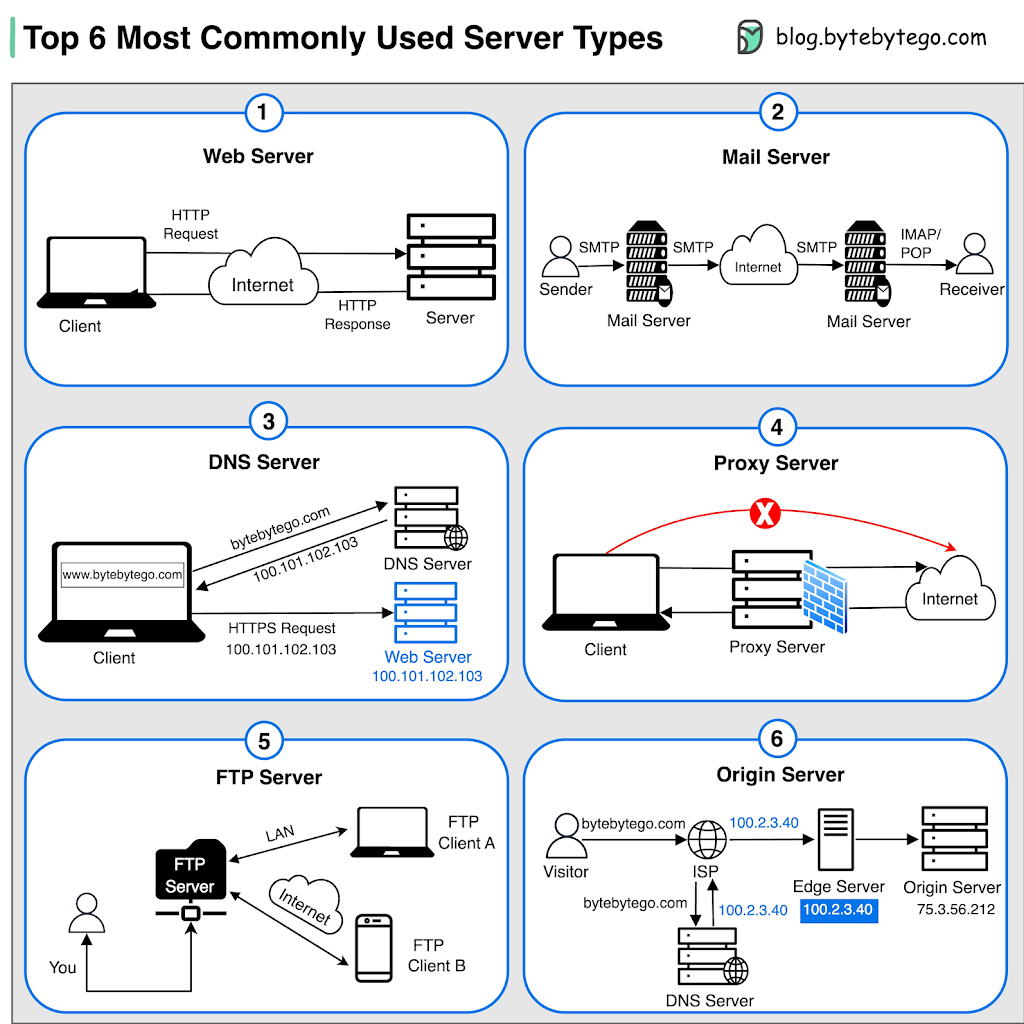 Top 6 Most Commonly Used Server Types
blog.bytebytego.com
1
Web Server
HTTP
Request
Internet
HTTP
Response
Client
Server
2
Mail Server
SMTP
SMTP
Internet
SMTP
IMAP/
POP
Sender
Mail Server
Mail Server
Receiver
3
DNS Server
bytebytego.com
100.101.102.103
www.bytebytego.com
DNS Server
HTTPS Request
100.101.102.103
Client
Web Server
100.101.102.103
4
Proxy Server
X
Internet
Client
Proxy Server
5
FTP Server
LAN
FTP
Client A
FTP
Server
Internet
You
FTP
Client B
6
Origin Server
bytebytego.com
100.2.3.40
Visitor
ISP
Edge Server
100.2.3.40
Origin Server
75.3.56.212
bytebytego.com
100.2.3.40
DNS Server